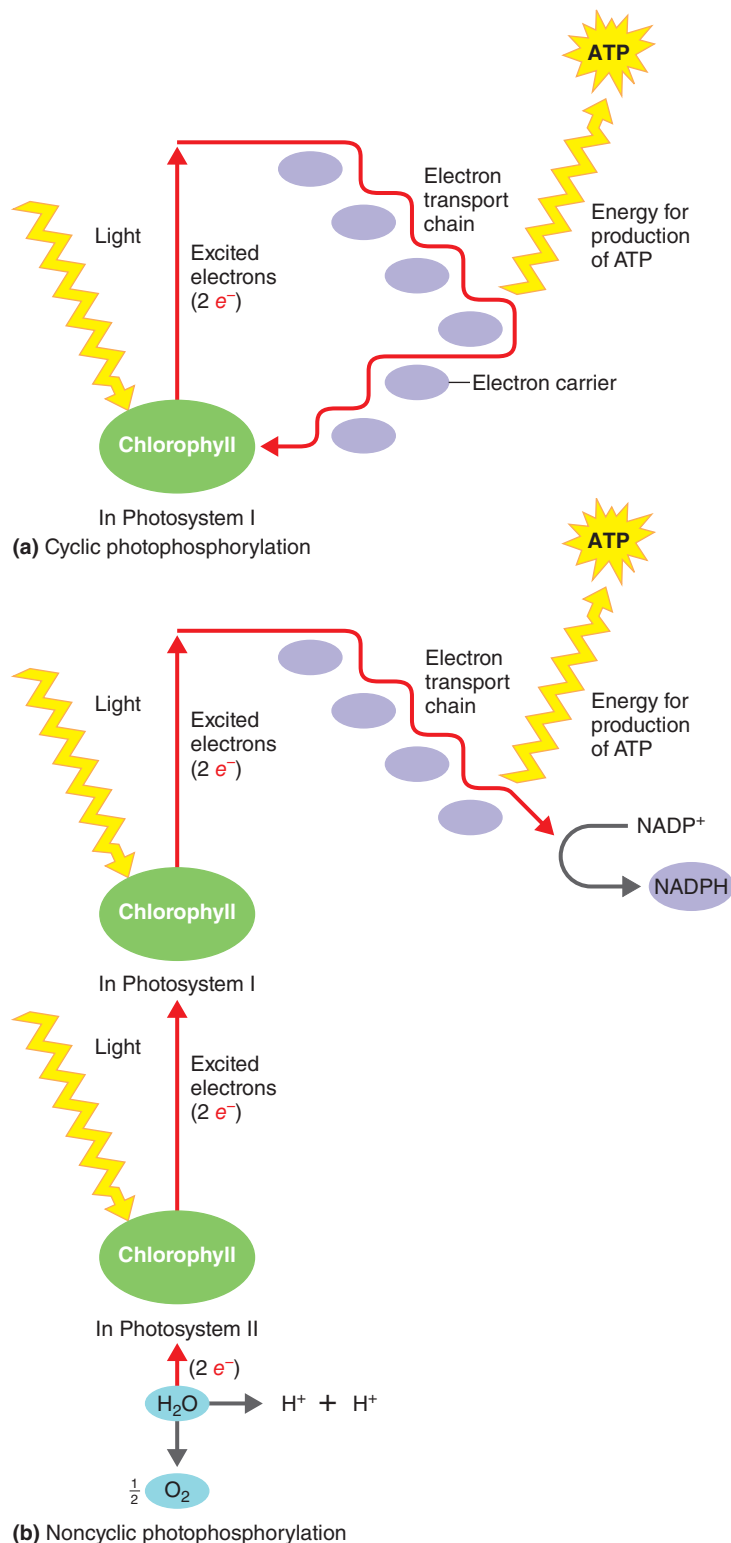 ATP
Electron
transport
chain
Light
Excited
electrons
(2 e⁻)
Energy for
production
of ATP
Electron carrier
Chlorophyll
In Photosystem I
(a) Cyclic photophosphorylation
ATP
Electron
transport
chain
Light
Excited
electrons
(2 e⁻)
Energy for
production
of ATP
NADP⁺
NADPH
Chlorophyll
In Photosystem I
Light
Excited
electrons
(2 e⁻)
Chlorophyll
In Photosystem II
(2 e⁻)
H₂O
H⁺ + H⁺
½ O₂
(b) Noncyclic photophosphorylation